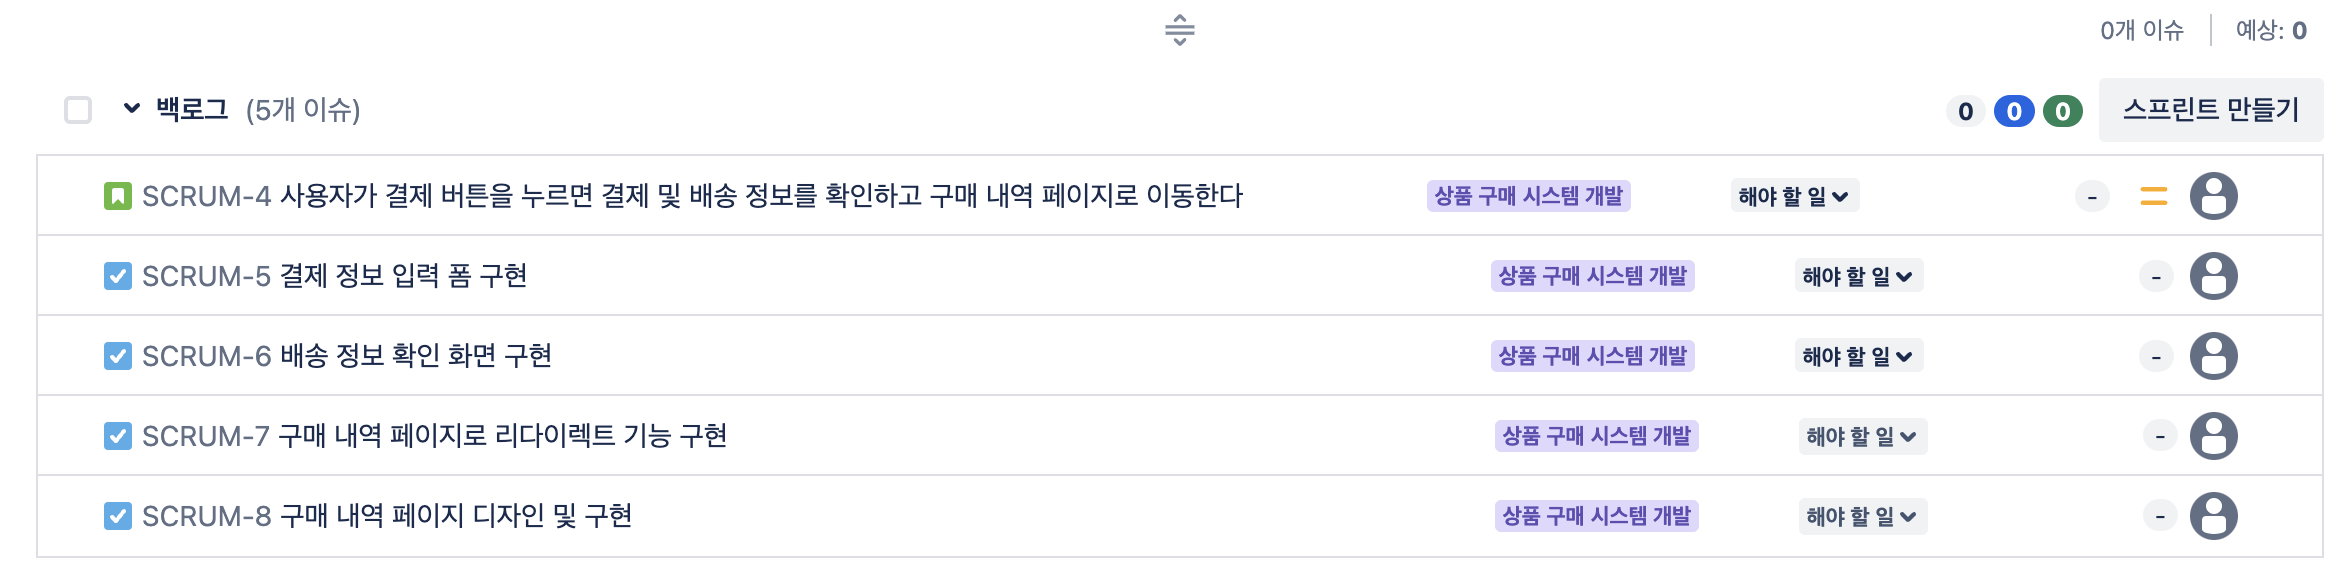 0개 이슈 예상: 0
백로그 (5개 이슈) 0 0 0 스프린트 만들기
SCRUM-4 사용자가 결제 버튼을 누르면 결제 및 배송 정보를 확인하고 구매 내역 페이지로 이동한다 상품 구매 시스템 개발 해야 할 일 -
SCRUM-5 결제 정보 입력 폼 구현 상품 구매 시스템 개발 해야 할 일 -
SCRUM-6 배송 정보 확인 화면 구현 상품 구매 시스템 개발 해야 할 일 -
SCRUM-7 구매 내역 페이지로 리다이렉트 기능 구현 상품 구매 시스템 개발 해야 할 일 -
SCRUM-8 구매 내역 페이지 디자인 및 구현 상품 구매 시스템 개발 해야 할 일 -